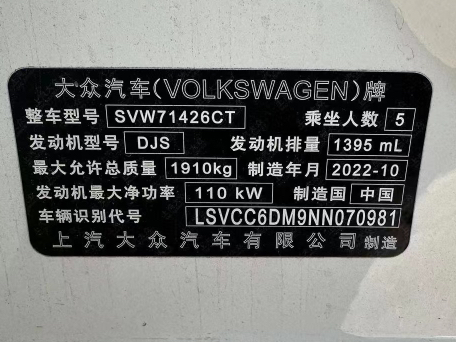 大众汽车(VOLKSWAGEN)牌
整车型号 SVW71426CT 乘坐人数 5
发动机型号 DJS 发动机排量 1395 mL
最大允许总质量 1910kg 制造年月 2022-10
发动机最大净功率 110 kW 制造国 中国
车辆识别代号 LSVCC6DM9NN070981
上汽大众汽车有限公司 制造